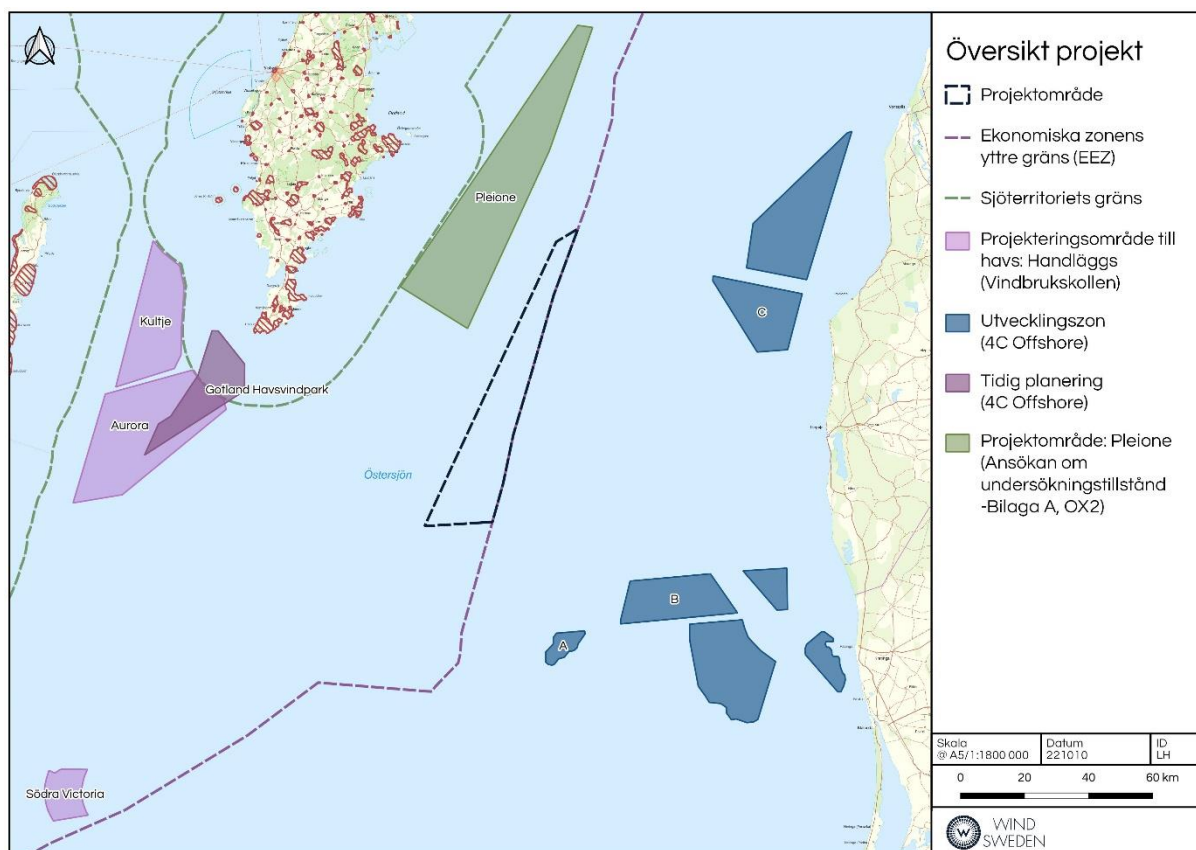 Pleione
Kultje
Gotland Havsvindpark
Aurora
Östersjön
Södra Victoria
C
B
A
Översikt projekt
Projektområde
Ekonomiska zonens
yttre gräns (EEZ)
Sjöterritoriets gräns
Projekteringsområde till
havs: Handläggs
(Vindbrukskollen)
Utvecklingszon
(4C Offshore)
Tidig planering
(4C Offshore)
Projektområde: Pleione
(Ansökan om
undersökningstillstånd
-Bilaga A, OX2)
Skala
@ A5/1:1800 000
Datum
221010
ID
LH
0 20 40 60 km
W
WIND
SWEDEN